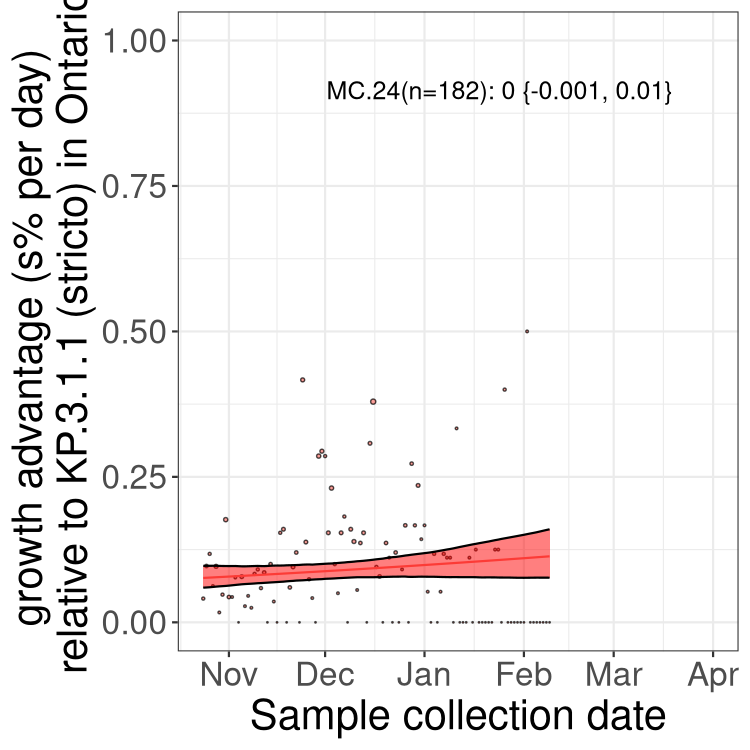 growth advantage (s% per day)
relative to KP.3.1.1 (stricto) in Ontario
1.00
0.75
0.50
0.25
0.00
MC.24(n=182): 0 {-0.001, 0.01}
Nov Dec Jan Feb Mar Apr
Sample collection date